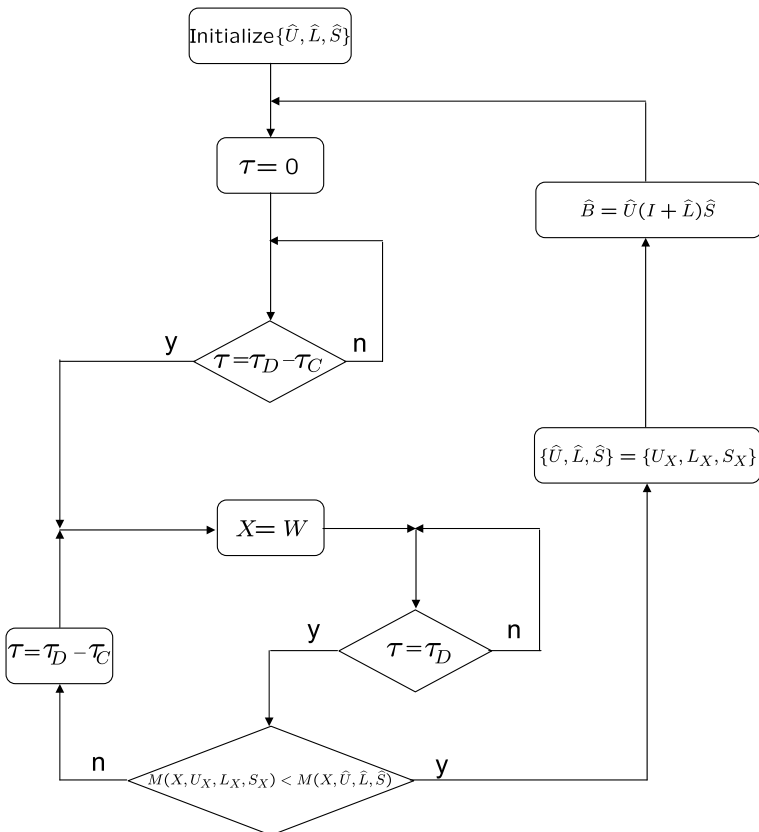 Initialize{Û, L̂, Ŝ}
τ = 0
B̂ = Û(I + L̂)Ŝ
y
τ = τ_D − τ_C
n
{Û, L̂, Ŝ} = {U_X, L_X, S_X}
X = W
τ = τ_D − τ_C
y
τ = τ_D
n
n
M(X, U_X, L_X, S_X) < M(X, Û, L̂, Ŝ)
y